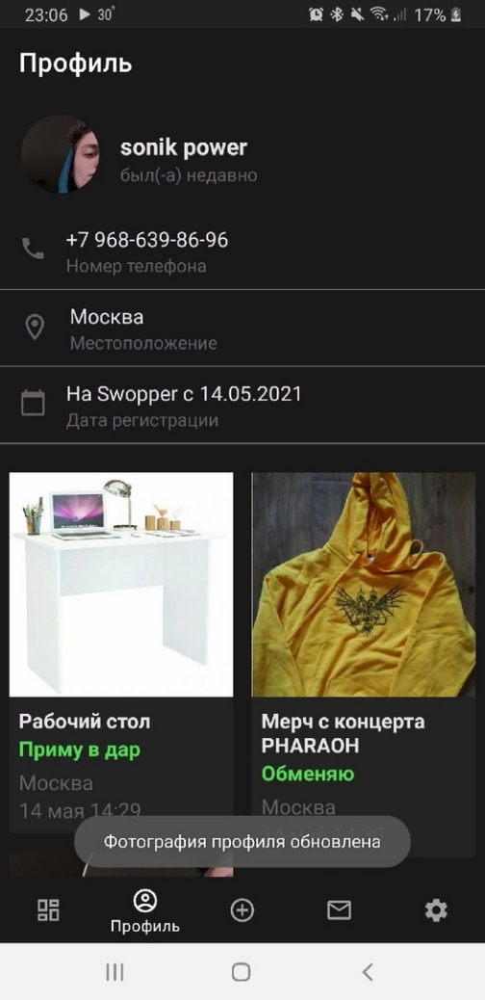 23:06 30°
17%
Профиль
sonik power
был(-а) недавно
+7 968-639-86-96
Номер телефона
Москва
Местоположение
На Swopper с 14.05.2021
Дата регистрации
Рабочий стол
Приму в дар
Москва
14 мая 14:29
Мерч с концерта
PHARAOH
Обменяю
Москва
Фотография профиля обновлена
Профиль